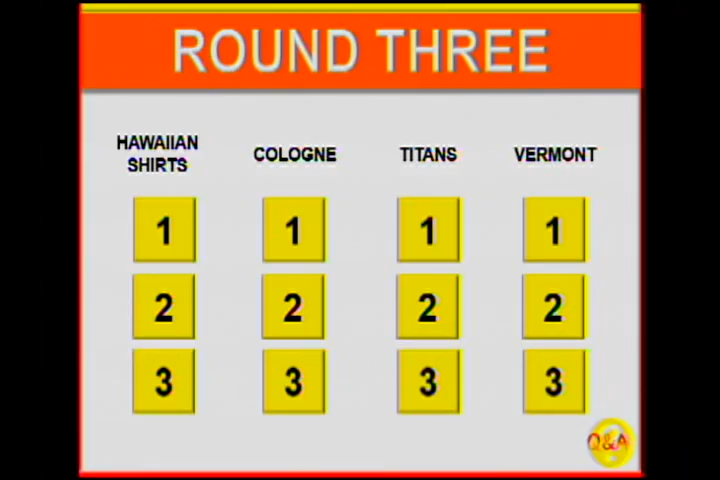 ROUND THREE
HAWAIIAN
SHIRTS
COLOGNE
TITANS
VERMONT
1 1 1 1
2 2 2 2
3 3 3 3
Q&A